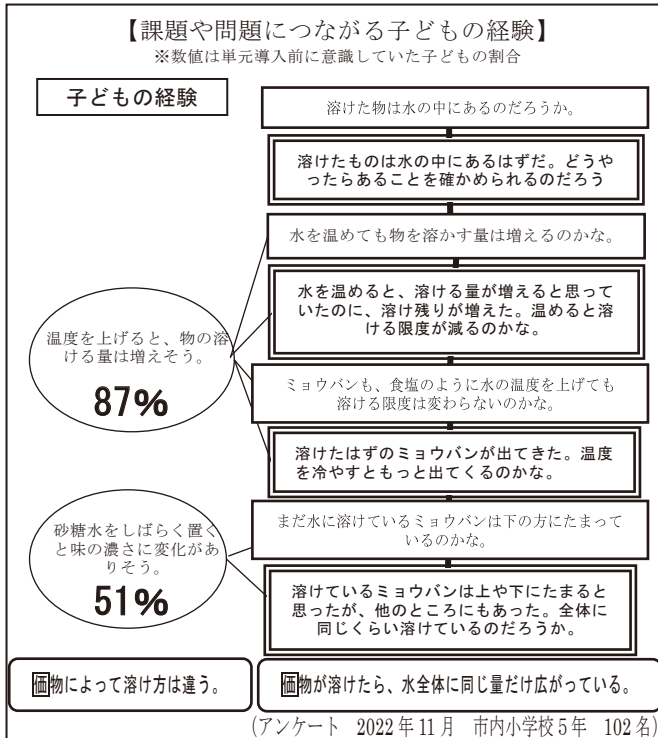 【課題や問題につながる子どもの経験】
※数値は単元導入前に意識していた子どもの割合
子どもの経験
溶けた物は水の中にあるのだろうか。
溶けたものは水の中にあるはずだ。どうや
ったらあることを確かめられるのだろう
水を温めても物を溶かす量は増えるのかな。
水を温めると、溶ける量が増えると思って
いたのに、溶け残りが増えた。温めると溶
ける限度が減るのかな。
温度を上げると、物の溶
ける量は増えそう。
87%
ミョウバンも、食塩のように水の温度を上げても
溶ける限度は変わらないのかな。
溶けたはずのミョウバンが出てきた。温度
を冷やすともっと出てくるのかな。
砂糖水をしばらく置く
と味の濃さに変化があ
りそう。
51%
まだ水に溶けているミョウバンは下の方にたまって
いるのかな。
溶けているミョウバンは上や下にたまると
思ったが、他のところにもあった。全体に
同じくらい溶けているのだろうか。
価物によって溶け方は違う。
価物が溶けたら、水全体に同じ量だけ広がっている。
(アンケート 2022年11月 市内小学校5年 102名)